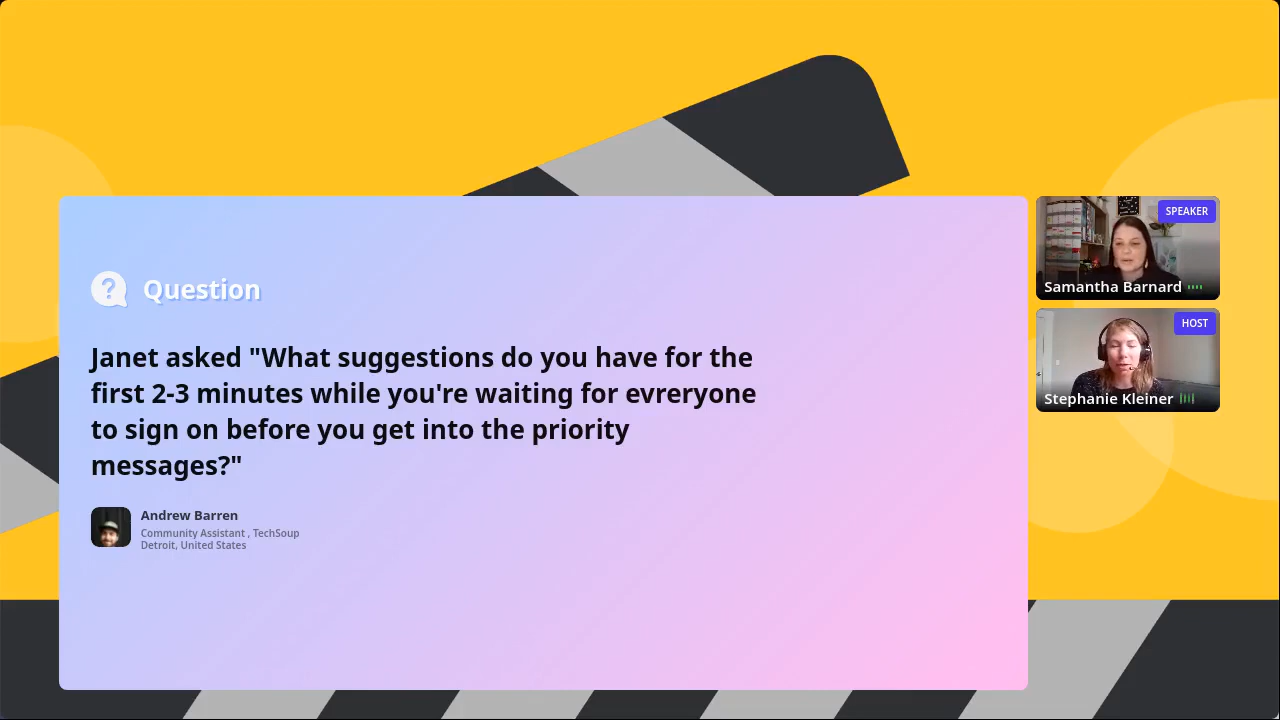 Question
Janet asked "What suggestions do you have for the
first 2-3 minutes while you're waiting for evreryone
to sign on before you get into the priority
messages?"
Andrew Barren
Community Assistant , TechSoup
Detroit, United States
SPEAKER
Samantha Barnard
HOST
Stephanie Kleiner